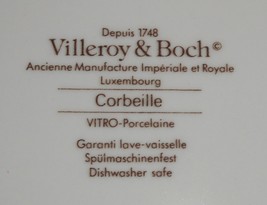 Depuis 1748
Villeroy & Boch©
Ancienne Manufacture Impériale et Royale
Luxembourg
Corbeille
VITRO-Porcelaine
Garanti lave-vaisselle
Spülmaschinenfest
Dishwasher safe